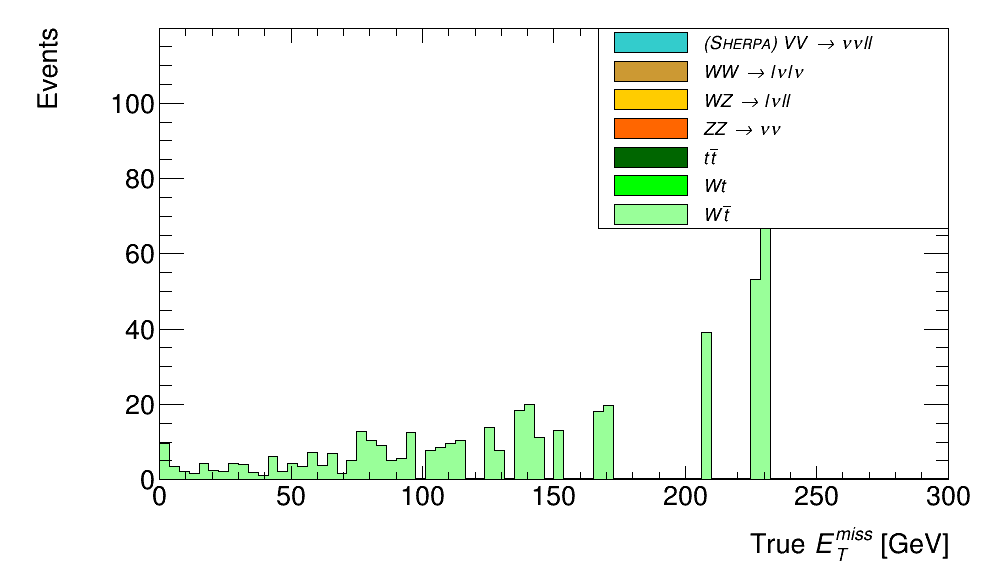 Events
(SHERPA) VV → ννll
WW → lνlν
WZ → lνll
ZZ → νν
tt̅
Wt
Wt̅
100
80
60
40
20
0
0 50 100 150 200 250 300
True E_T^miss [GeV]